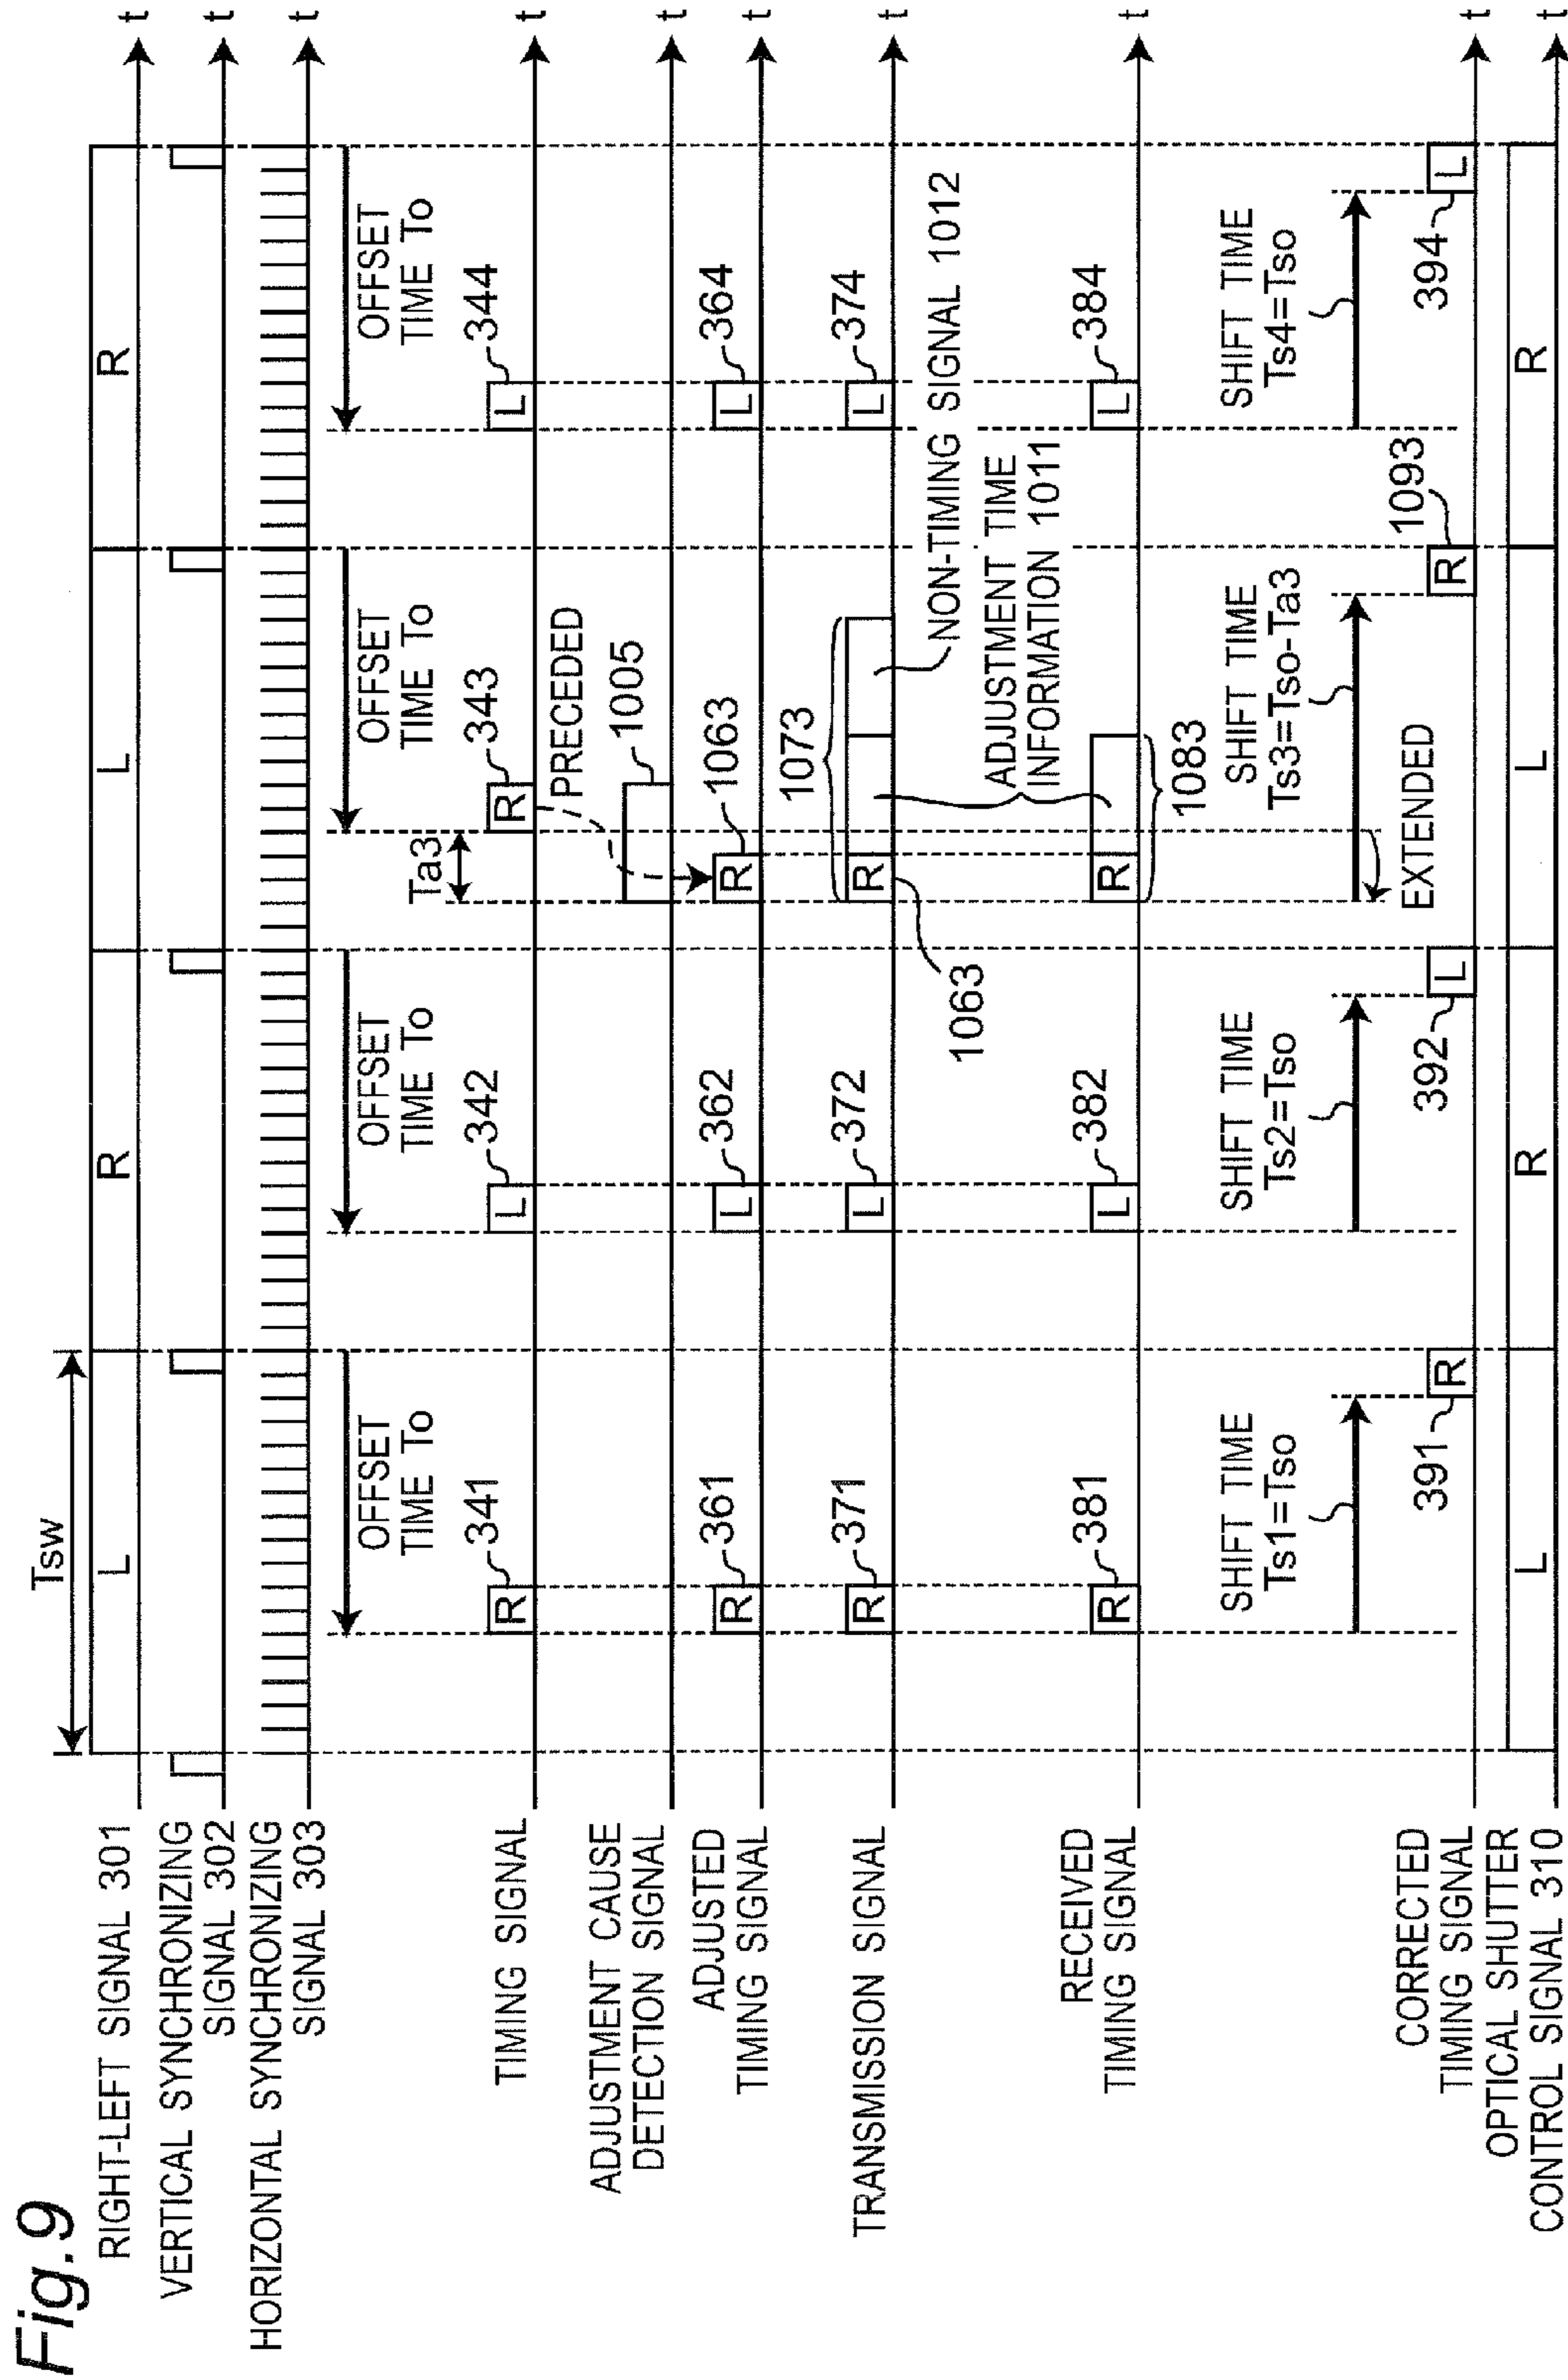 Fig.9
RIGHT-LEFT SIGNAL 301
VERTICAL SYNCHRONIZING
SIGNAL 302
HORIZONTAL SYNCHRONIZING
SIGNAL 303
TIMING SIGNAL
ADJUSTMENT CAUSE
DETECTION SIGNAL
ADJUSTED
TIMING SIGNAL
TRANSMISSION SIGNAL
RECEIVED
TIMING SIGNAL
CORRECTED
TIMING SIGNAL
OPTICAL SHUTTER
CONTROL SIGNAL 310
Tsw
L
R
L
R
t
t
t
OFFSET
TIME To
OFFSET
TIME To
OFFSET
TIME To
OFFSET
TIME To
Ta3
R
341
L
342
R
343
L
344
t
PRECEDED
1005
t
R
361
L
362
R
1063
L
364
t
R
371
L
372
R
1073
1063
L
374
t
NON-TIMING SIGNAL 1012
ADJUSTMENT TIME
INFORMATION 1011
R
381
L
382
R
1083
L
384
t
SHIFT TIME
Ts1=Tso
SHIFT TIME
Ts2=Tso
SHIFT TIME
Ts3=Tso-Ta3
SHIFT TIME
Ts4=Tso
EXTENDED
391
R
392
L
1093
R
394
L
t
L
R
L
R
t